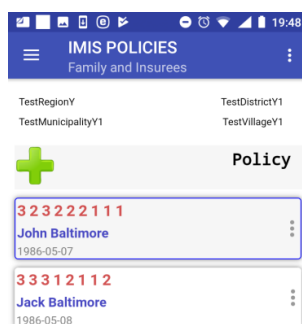 19:48
IMIS POLICIES
Family and Insurees
TestRegionY TestDistrictY1
TestMunicipalityY1 TestVillageY1
Policy
323222111
John Baltimore
1986-05-07
33312112
Jack Baltimore
1986-05-08